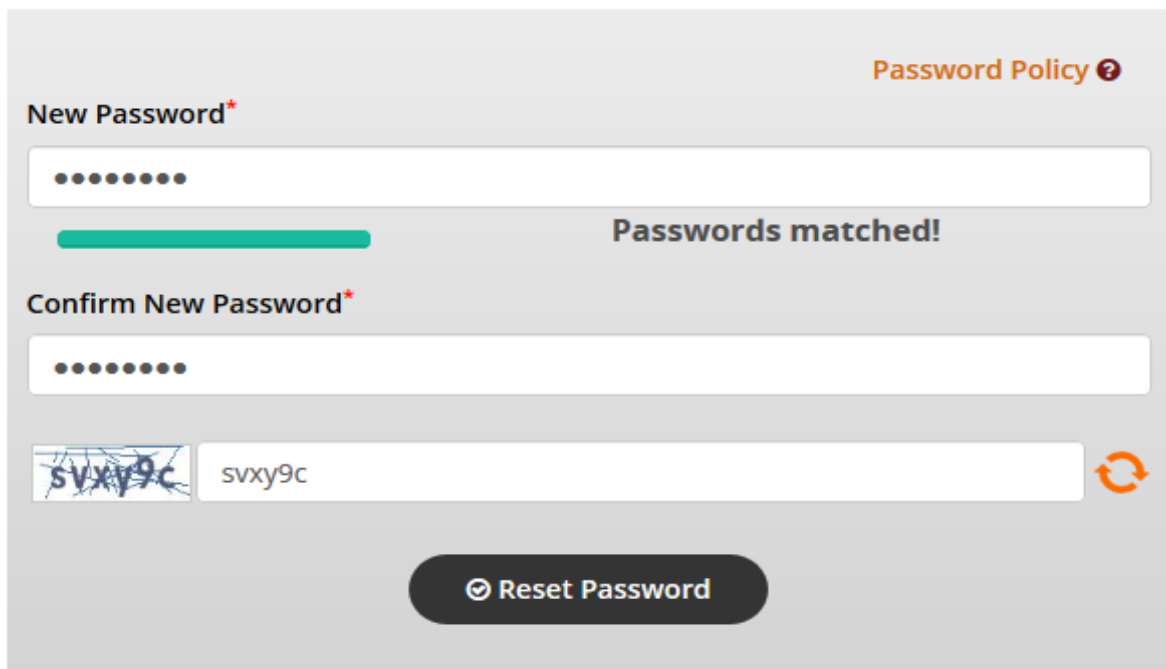 Password Policy
New Password*
••••••••
Passwords matched!
Confirm New Password*
••••••••
svxy9c svxy9c
Reset Password